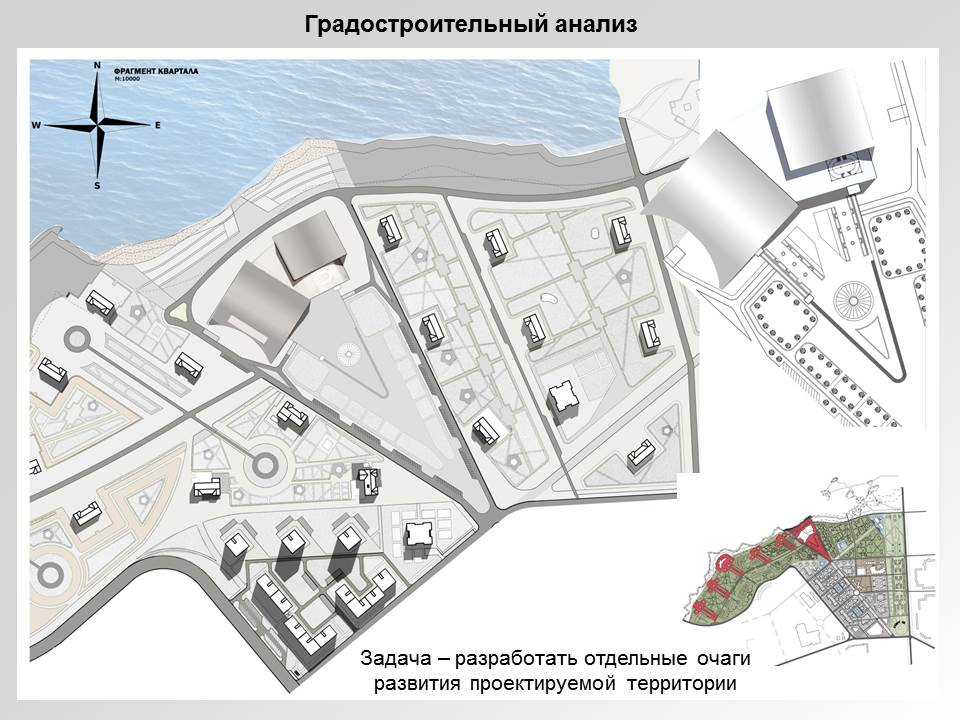 Градостроительный анализ
N
ФРАГМЕНТ КВАРТАЛА
М:10000
W
E
S
Задача – разработать отдельные очаги
развития проектируемой территории